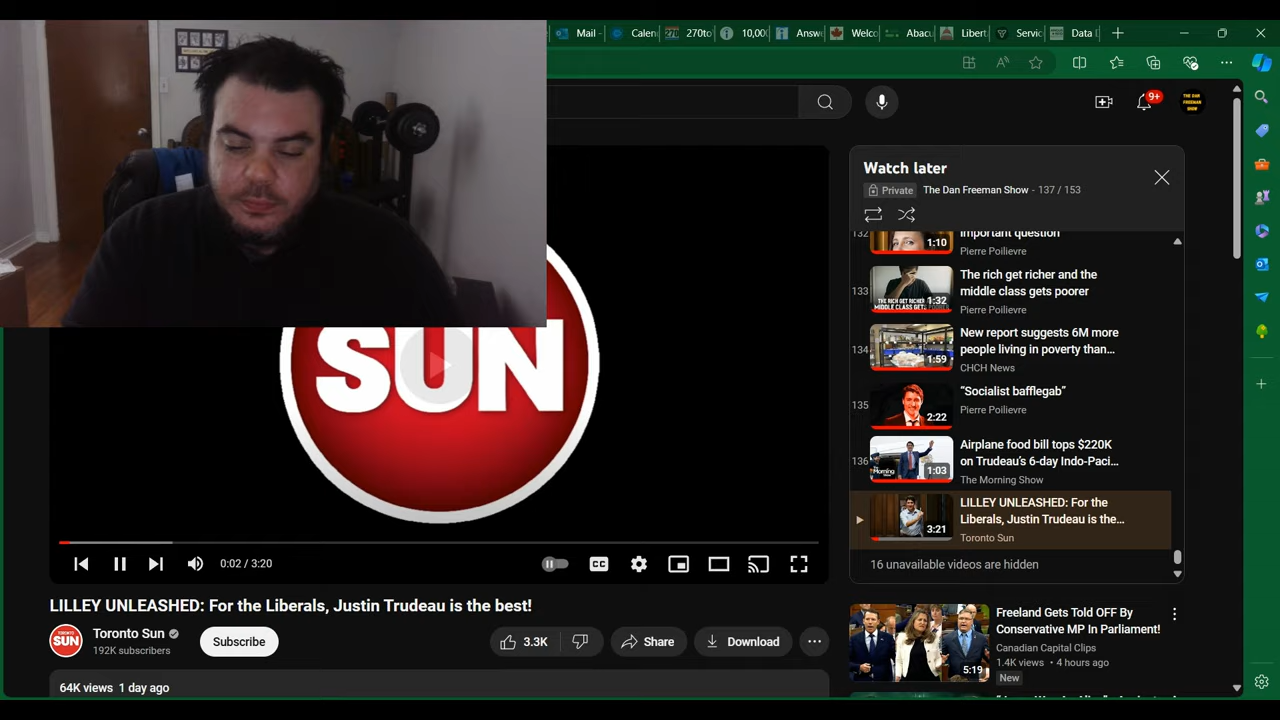 Mail -
Calen
270to
10,00
Answ
Welco
Abacu
Libert
Servic
Data D
9+
THE DAN
FREEMAN
SHOW
SUN
0:02 / 3:20
CC
LILLEY UNLEASHED: For the Liberals, Justin Trudeau is the best!
SUN
Toronto Sun
192K subscribers
Subscribe
3.3K
Share
Download
64K views 1 day ago
Watch later
Private
The Dan Freeman Show - 137 / 153
132
1:10
Important question
Pierre Poilievre
133
1:32
The rich get richer and the
middle class gets poorer
Pierre Poilievre
134
1:59
New report suggests 6M more
people living in poverty than...
CHCH News
135
2:22
“Socialist bafflegab”
Pierre Poilievre
136
1:03
Airplane food bill tops $220K
on Trudeau’s 6-day Indo-Paci...
The Morning Show
3:21
LILLEY UNLEASHED: For the
Liberals, Justin Trudeau is the...
Toronto Sun
16 unavailable videos are hidden
5:19
Freeland Gets Told OFF By
Conservative MP In Parliament!
Canadian Capital Clips
1.4K views • 4 hours ago
New